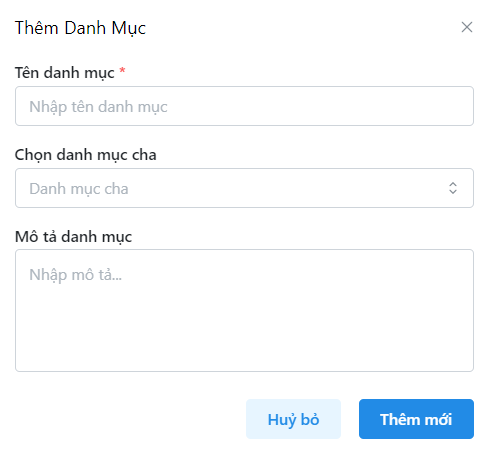 Thêm Danh Mục
Tên danh mục *
Nhập tên danh mục
Chọn danh mục cha
Danh mục cha
Mô tả danh mục
Nhập mô tả...
Huỷ bỏ
Thêm mới